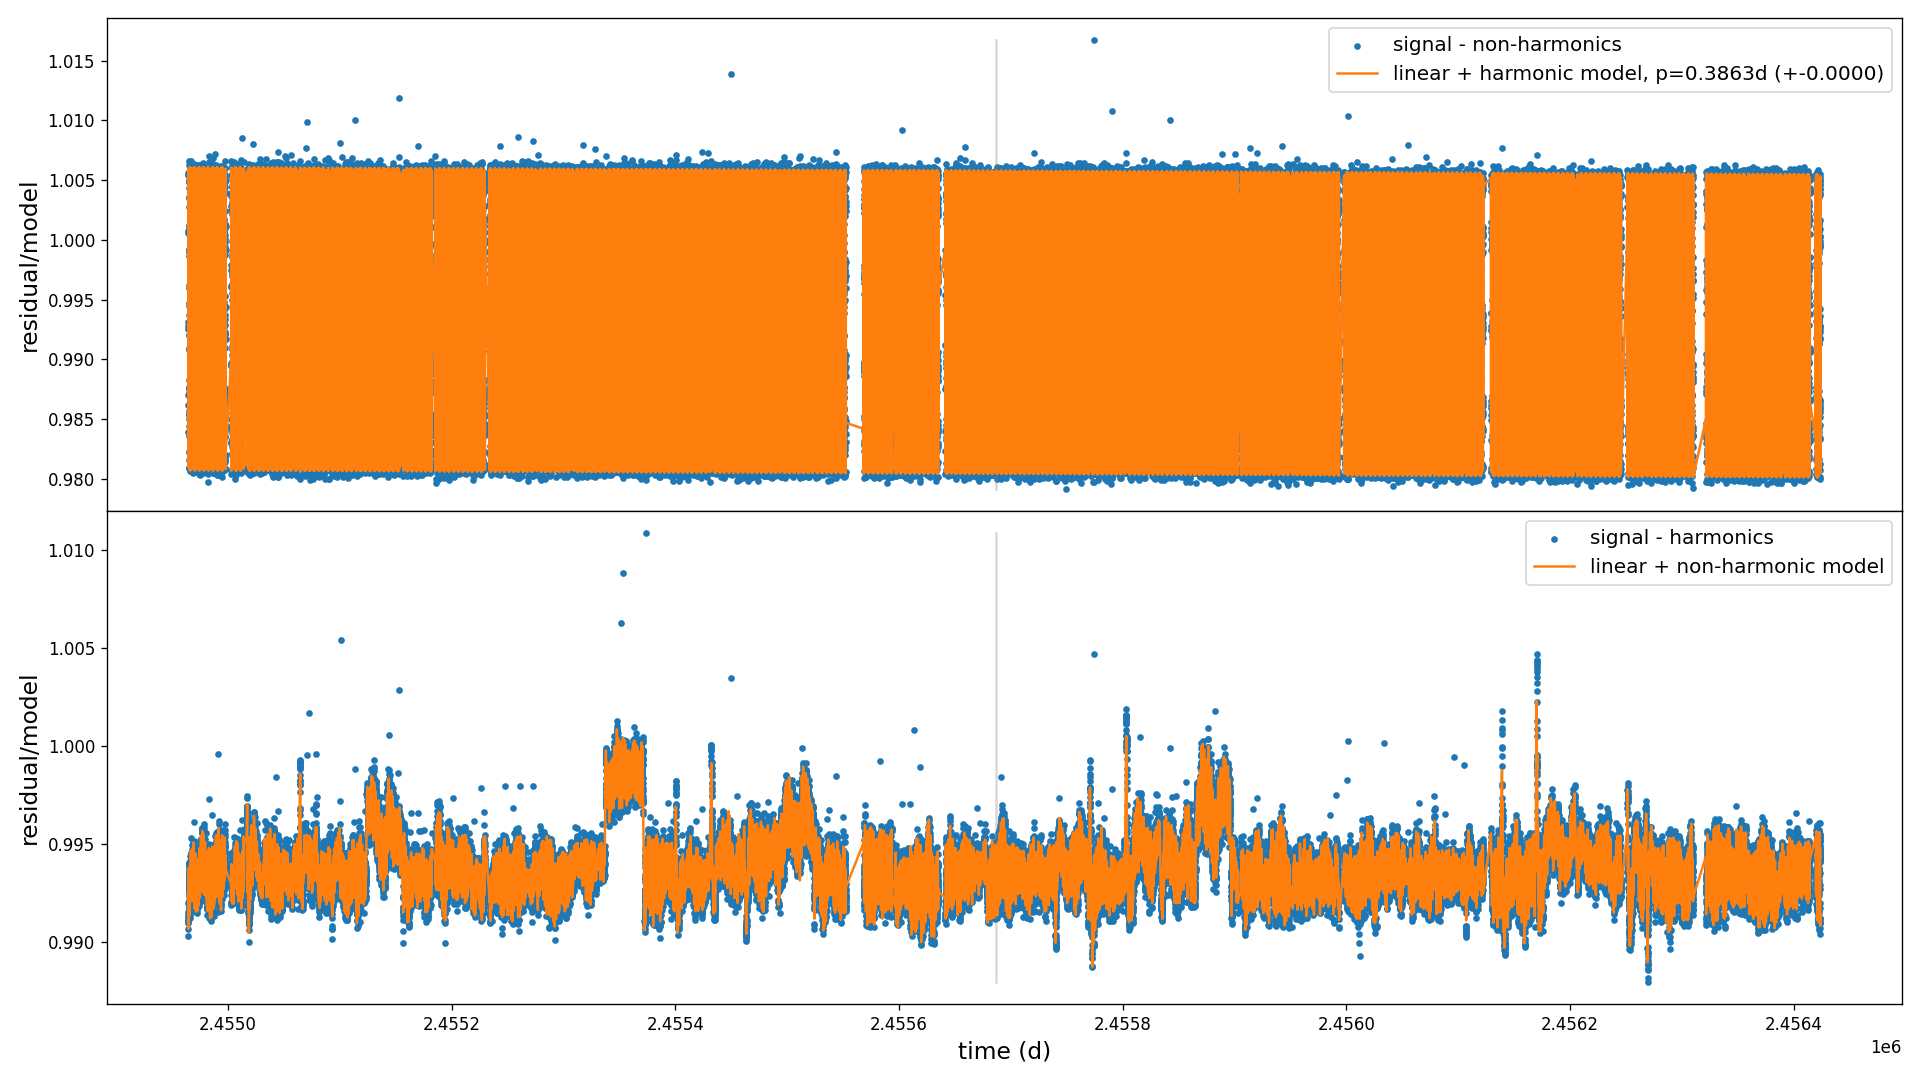 signal - non-harmonics
linear + harmonic model, p=0.3863d (+-0.0000)
residual/model
1.015
1.010
1.005
1.000
0.995
0.990
0.985
0.980
signal - harmonics
linear + non-harmonic model
residual/model
1.010
1.005
1.000
0.995
0.990
2.4550 2.4552 2.4554 2.4556 2.4558 2.4560 2.4562 2.4564
time (d)
1e6